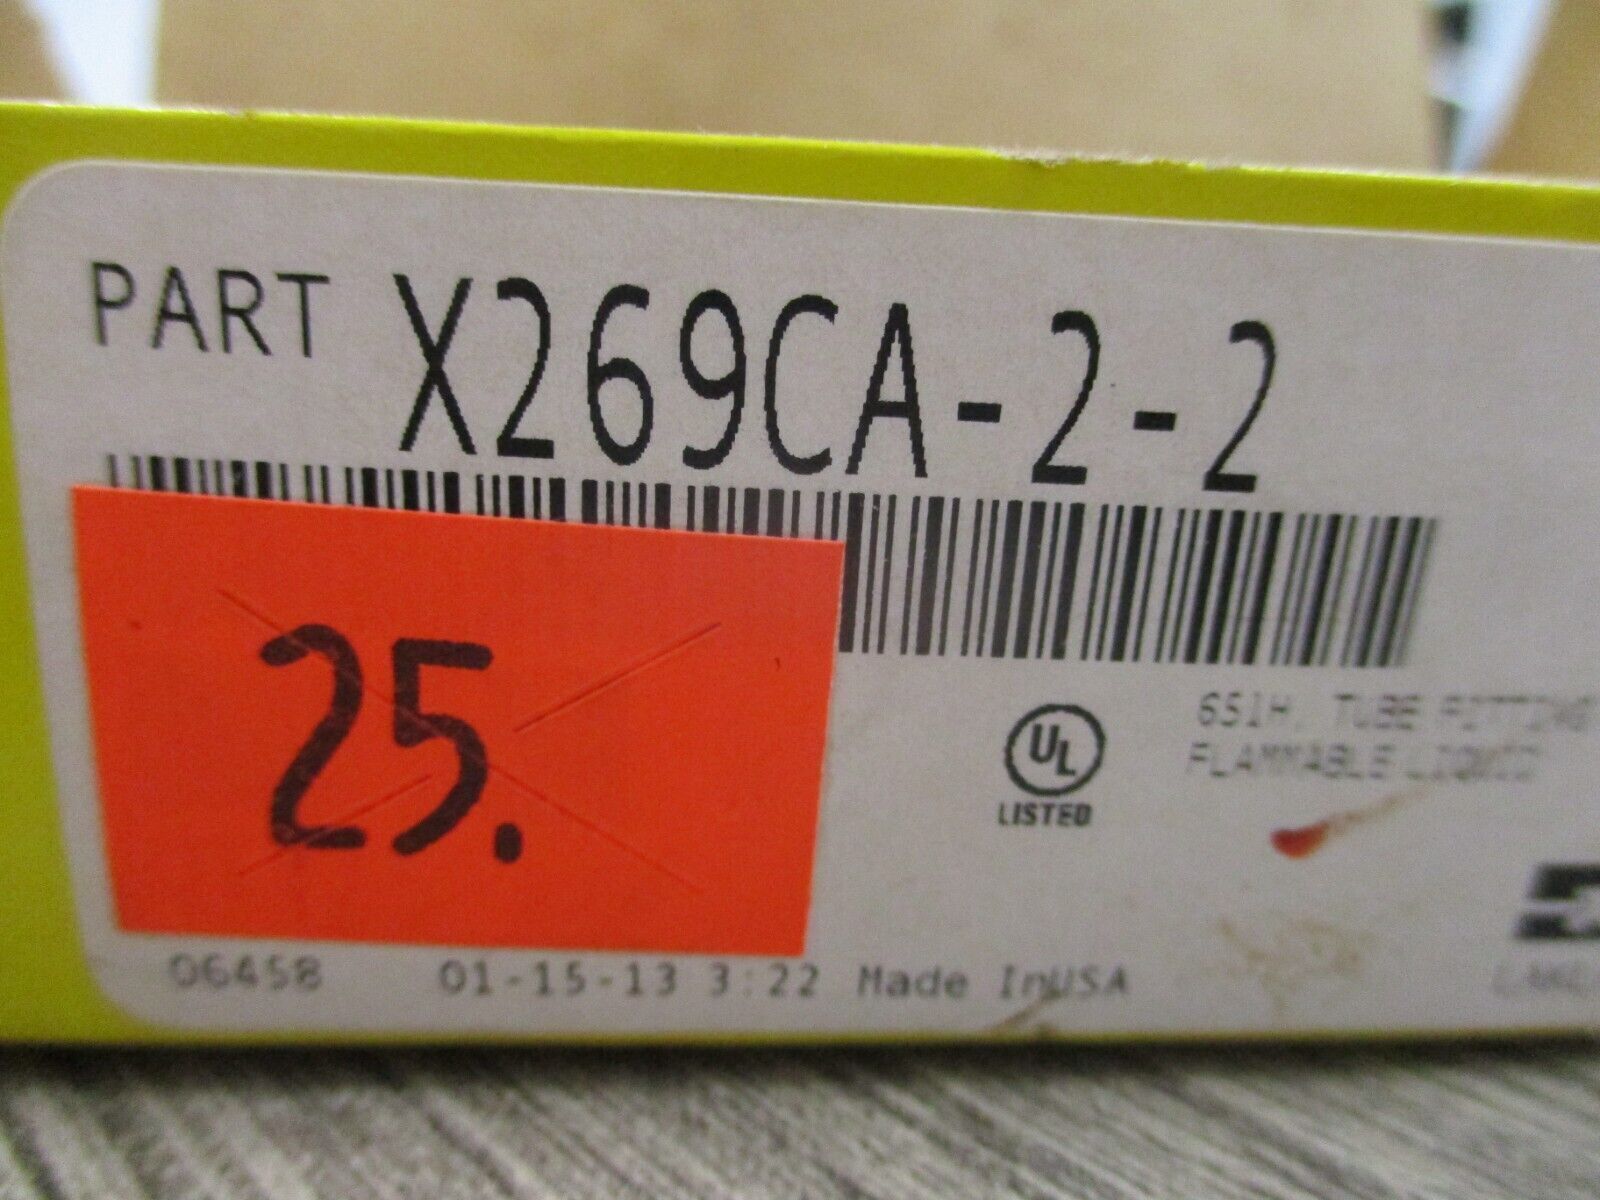 PART X269CA-2-2
25.
UL
LISTED
651H, TUBE FITTING
FLAMMABLE LIQUID
06458 01-15-13 3:22 Made InUSA